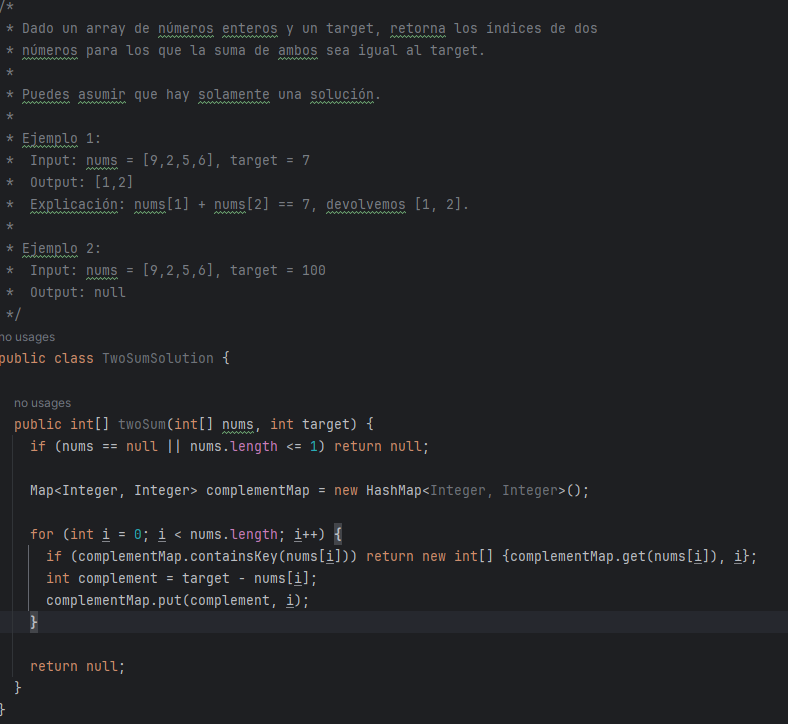 /*
* Dado un array de números enteros y un target, retorna los índices de dos
* números para los que la suma de ambos sea igual al target.
*
* Puedes asumir que hay solamente una solución.
*
* Ejemplo 1:
*  Input: nums = [9,2,5,6], target = 7
*  Output: [1,2]
*  Explicación: nums[1] + nums[2] == 7, devolvemos [1, 2].
*
* Ejemplo 2:
*  Input: nums = [9,2,5,6], target = 100
*  Output: null
*/
no usages
public class TwoSumSolution {
no usages
public int[] twoSum(int[] nums, int target) {
if (nums == null || nums.length <= 1) return null;
Map<Integer, Integer> complementMap = new HashMap<Integer, Integer>();
for (int i = 0; i < nums.length; i++) {
if (complementMap.containsKey(nums[i])) return new int[] {complementMap.get(nums[i]), i};
int complement = target - nums[i];
complementMap.put(complement, i);
}
return null;
}
}